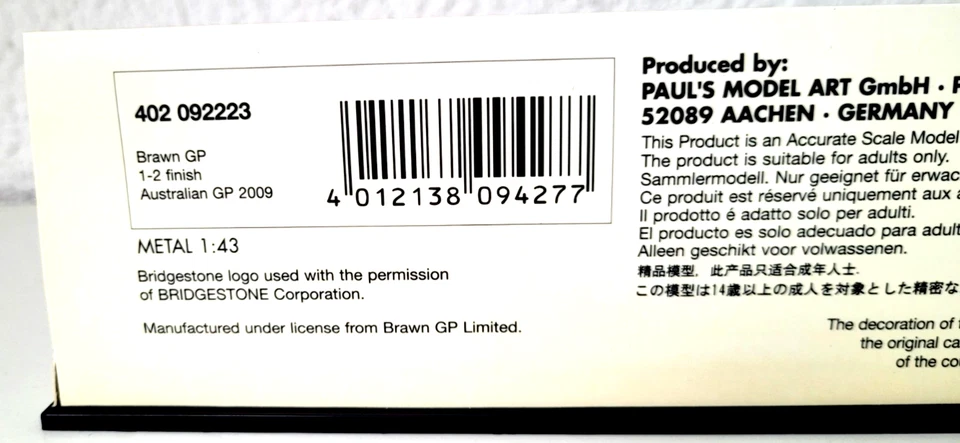 402 092223
Brawn GP
1-2 finish
Australian GP 2009
4 012138 094277
METAL 1:43
Bridgestone logo used with the permission
of BRIDGESTONE Corporation.
Manufactured under license from Brawn GP Limited.
Produced by:
PAUL'S MODEL ART GmbH ·
52089 AACHEN · GERMANY
This Product is an Accurate Scale Model
The product is suitable for adults only.
Sammlermodell. Nur geeignet für
Ce produit est réservé uniquement aux
Il prodotto é adatto solo per adulti.
El producto es solo adecuado para
Alleen geschikt voor volwassenen.
精品模型, 此产品只适合成年人士.
この模型は14歳以上の成人を対象とした精密な
The decoration of
the original
of the